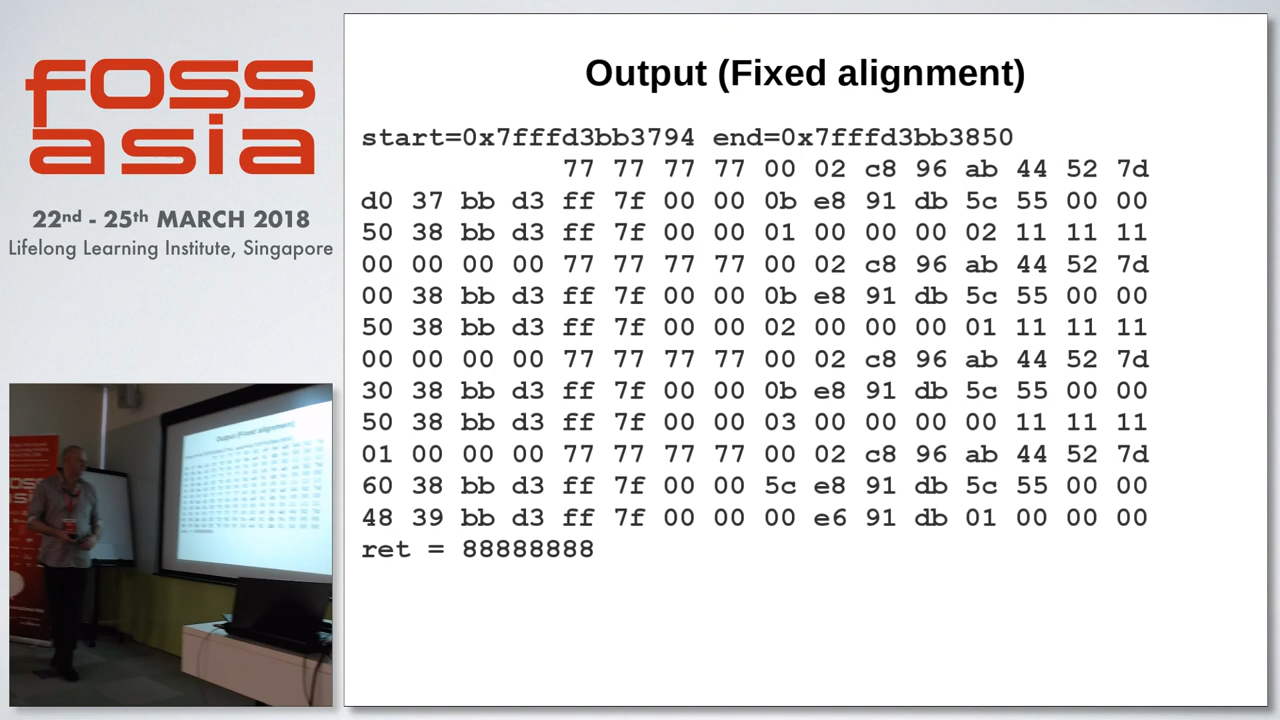 foss
asia
22nd - 25th MARCH 2018
Lifelong Learning Institute, Singapore
Output (Fixed alignment)
start=0x7fffd3bb3794 end=0x7fffd3bb3850
77 77 77 77 00 02 c8 96 ab 44 52 7d
d0 37 bb d3 ff 7f 00 00 0b e8 91 db 5c 55 00 00
50 38 bb d3 ff 7f 00 00 01 00 00 00 02 11 11 11
00 00 00 00 77 77 77 77 00 02 c8 96 ab 44 52 7d
00 38 bb d3 ff 7f 00 00 0b e8 91 db 5c 55 00 00
50 38 bb d3 ff 7f 00 00 02 00 00 00 01 11 11 11
00 00 00 00 77 77 77 77 00 02 c8 96 ab 44 52 7d
30 38 bb d3 ff 7f 00 00 0b e8 91 db 5c 55 00 00
50 38 bb d3 ff 7f 00 00 03 00 00 00 00 11 11 11
01 00 00 00 77 77 77 77 00 02 c8 96 ab 44 52 7d
60 38 bb d3 ff 7f 00 00 5c e8 91 db 5c 55 00 00
48 39 bb d3 ff 7f 00 00 00 e6 91 db 01 00 00 00
ret = 88888888
Output (Fixed alignment)